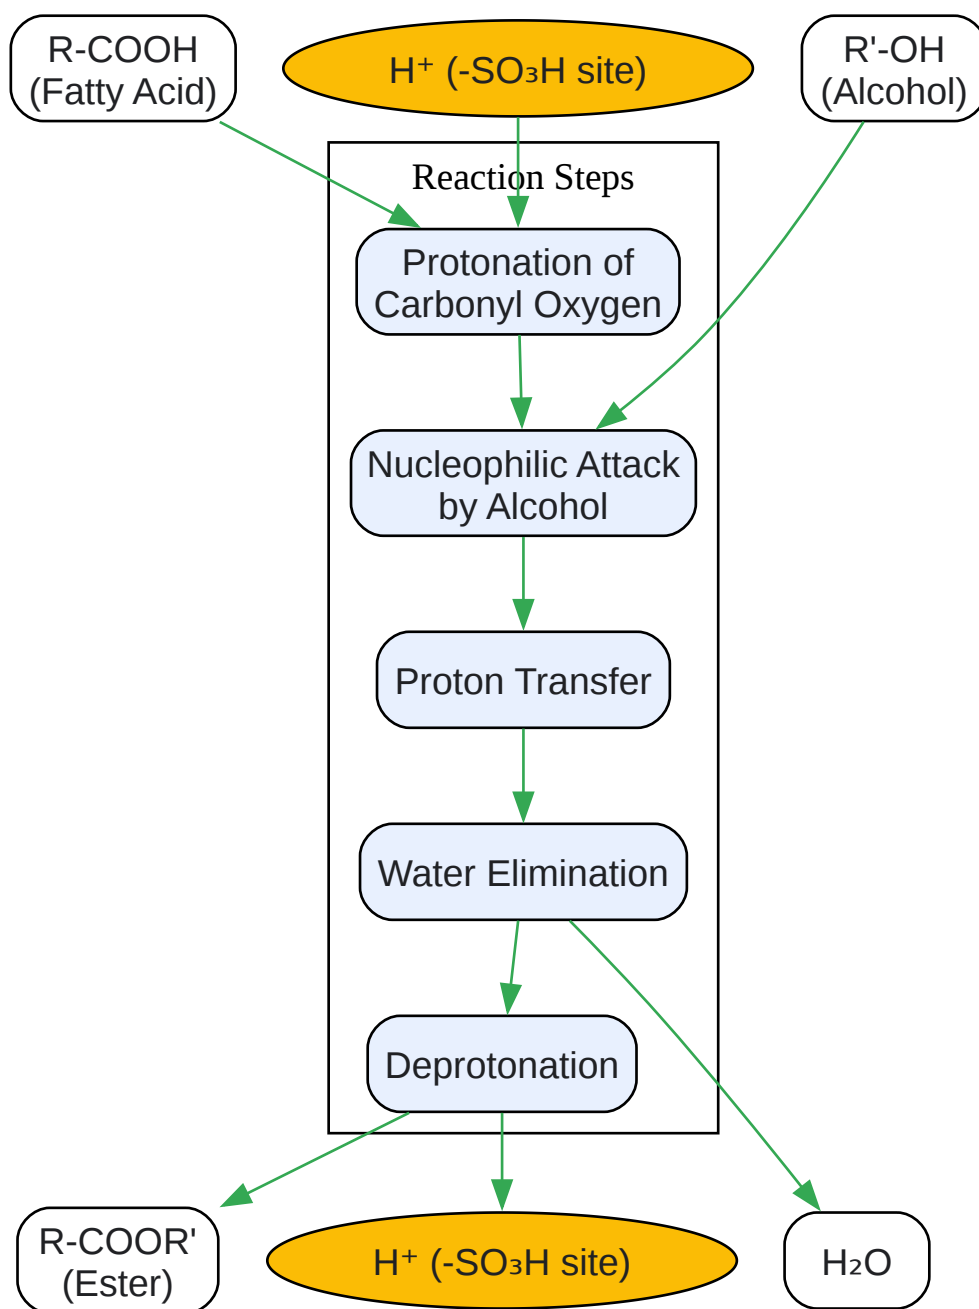 R-COOH
(Fatty Acid)
H⁺ (-SO₃H site)
R'-OH
(Alcohol)
Reaction Steps
Protonation of
Carbonyl Oxygen
Nucleophilic Attack
by Alcohol
Proton Transfer
Water Elimination
Deprotonation
R-COOR'
(Ester)
H⁺ (-SO₃H site)
H₂O